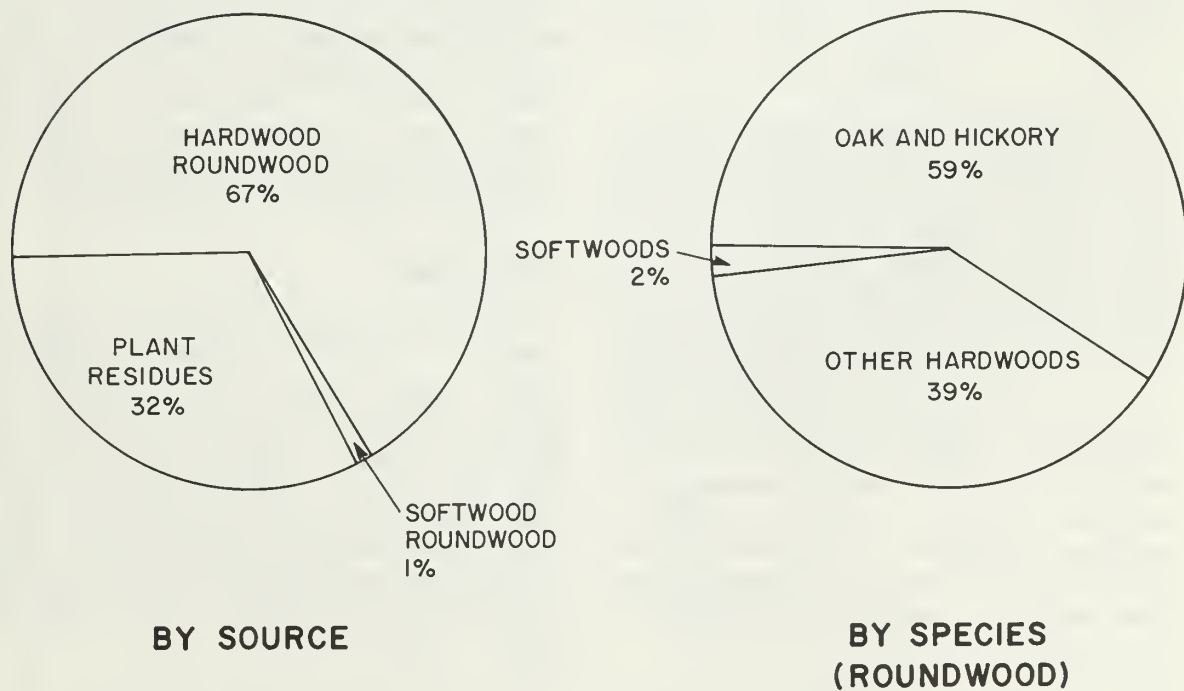 HARDWOOD
ROUNDWOOD
67%
PLANT
RESIDUES
32%
SOFTWOOD
ROUNDWOOD
1%
BY SOURCE
OAK AND HICKORY
59%
SOFTWOODS
2%
OTHER HARDWOODS
39%
BY SPECIES
(ROUNDWOOD)